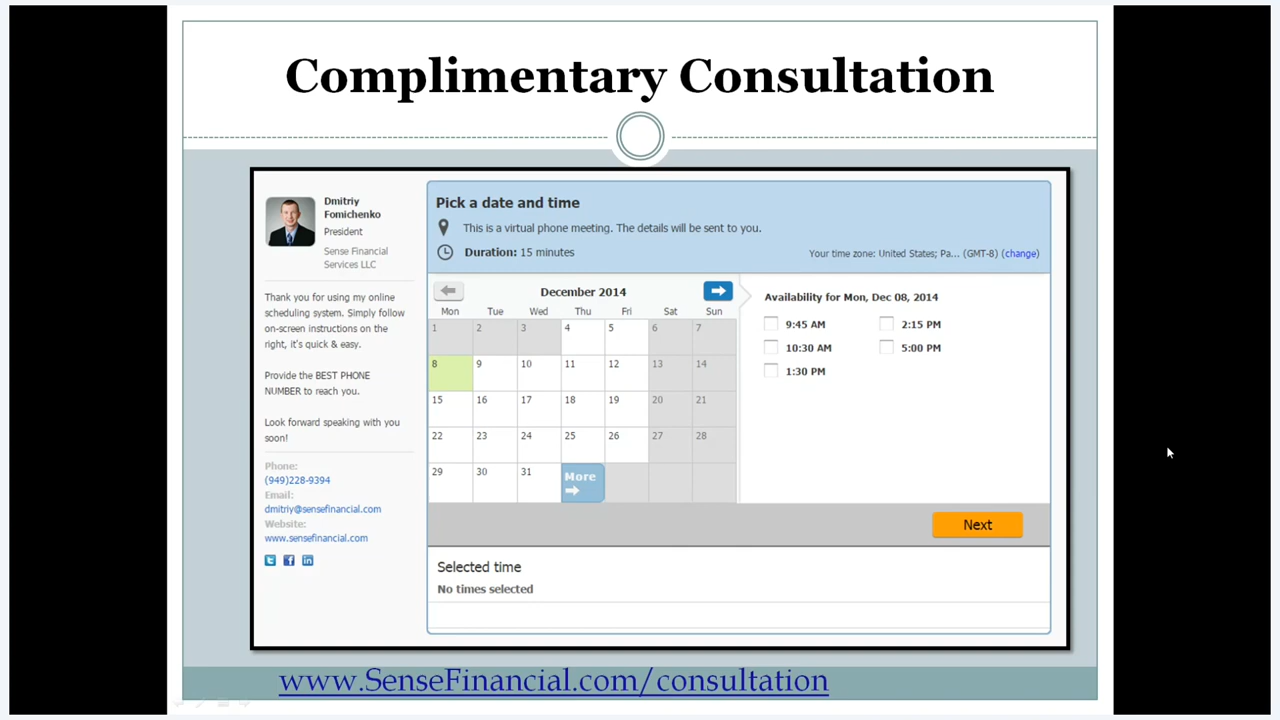 Complimentary Consultation
Dmitriy
Fomichenko
President
Sense Financial
Services LLC
Thank you for using my online
scheduling system. Simply follow
on-screen instructions on the
right, it's quick & easy.
Provide the BEST PHONE
NUMBER to reach you.
Look forward speaking with you
soon!
Phone:
(949)228-9394
Email:
dmitriy@sensefinancial.com
Website:
www.sensefinancial.com
Pick a date and time
This is a virtual phone meeting. The details will be sent to you.
Duration: 15 minutes
Your time zone: United States; Pa... (GMT-8) (change)
December 2014
Mon Tue Wed Thu Fri Sat Sun
1 2 3 4 5 6 7
8 9 10 11 12 13 14
15 16 17 18 19 20 21
22 23 24 25 26 27 28
29 30 31 More
Availability for Mon, Dec 08, 2014
9:45 AM 2:15 PM
10:30 AM 5:00 PM
1:30 PM
Next
Selected time
No times selected
www.SenseFinancial.com/consultation